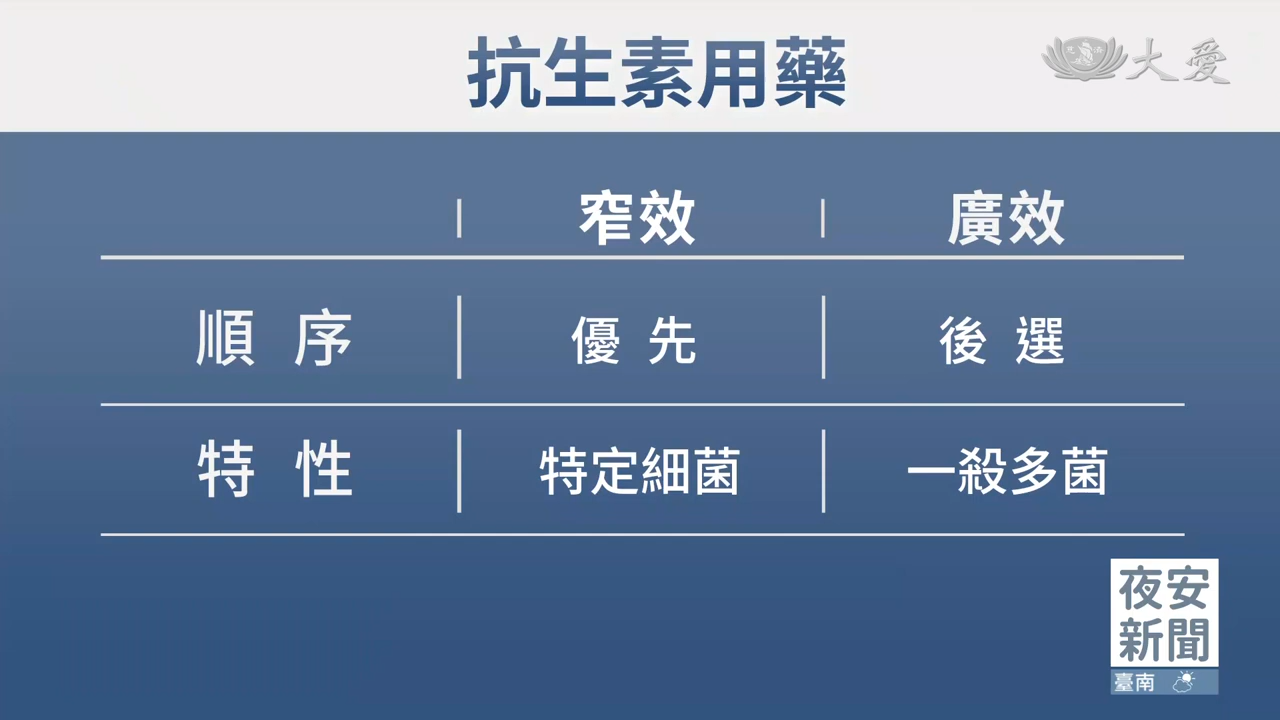 抗生素用藥
大愛
窄效 廣效
順序 優先 後選
特性 特定細菌 一殺多菌
夜安
新聞
臺南